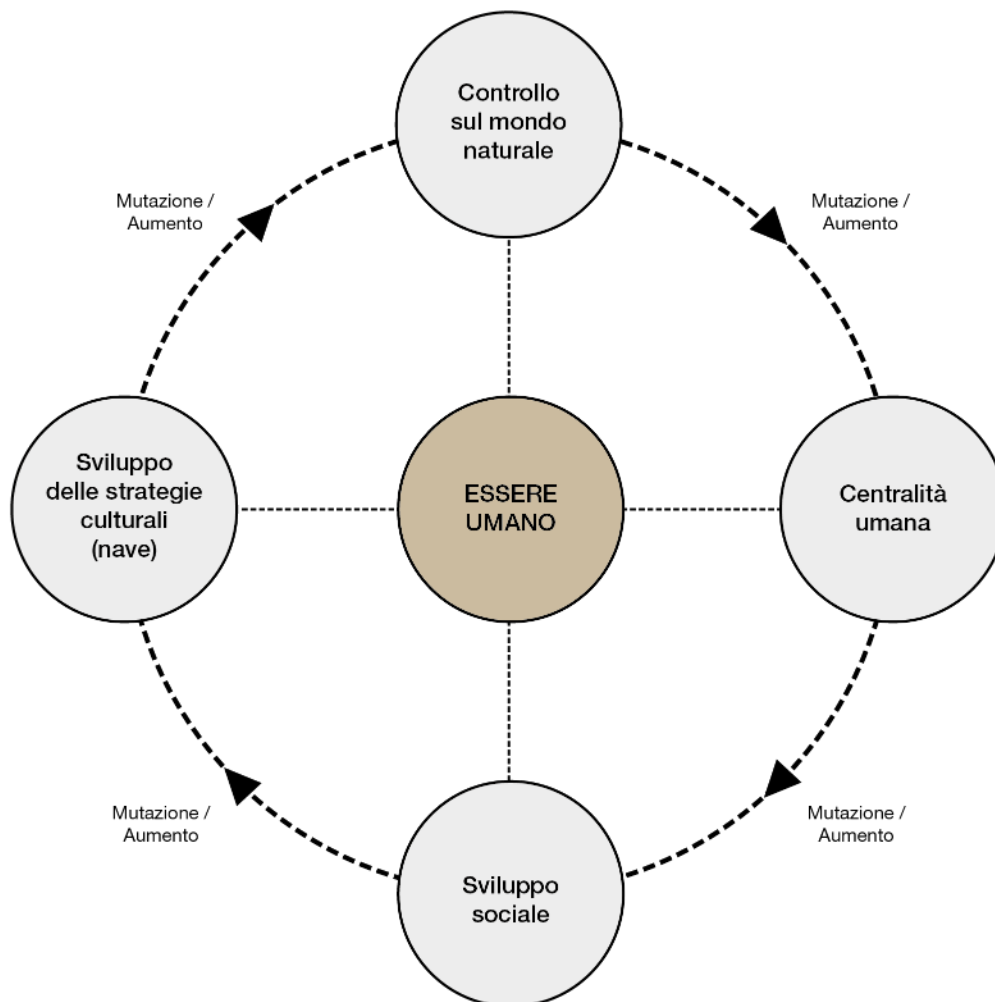 Controllo
sul mondo
naturale
Mutazione /
Aumento
Mutazione /
Aumento
Sviluppo
delle strategie
culturali
(nave)
ESSERE
UMANO
Centralità
umana
Mutazione /
Aumento
Mutazione /
Aumento
Sviluppo
sociale